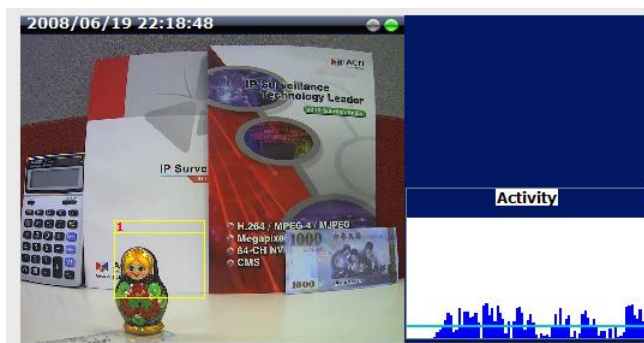 2008/06/19 22:18:48
ACTi
IP Surveillance
Technology Leader
IP Surve
1
H.264 / MPEG-4 / MJPEG
Megapixel
64-CH NV
CMS
1000
1000
Activity